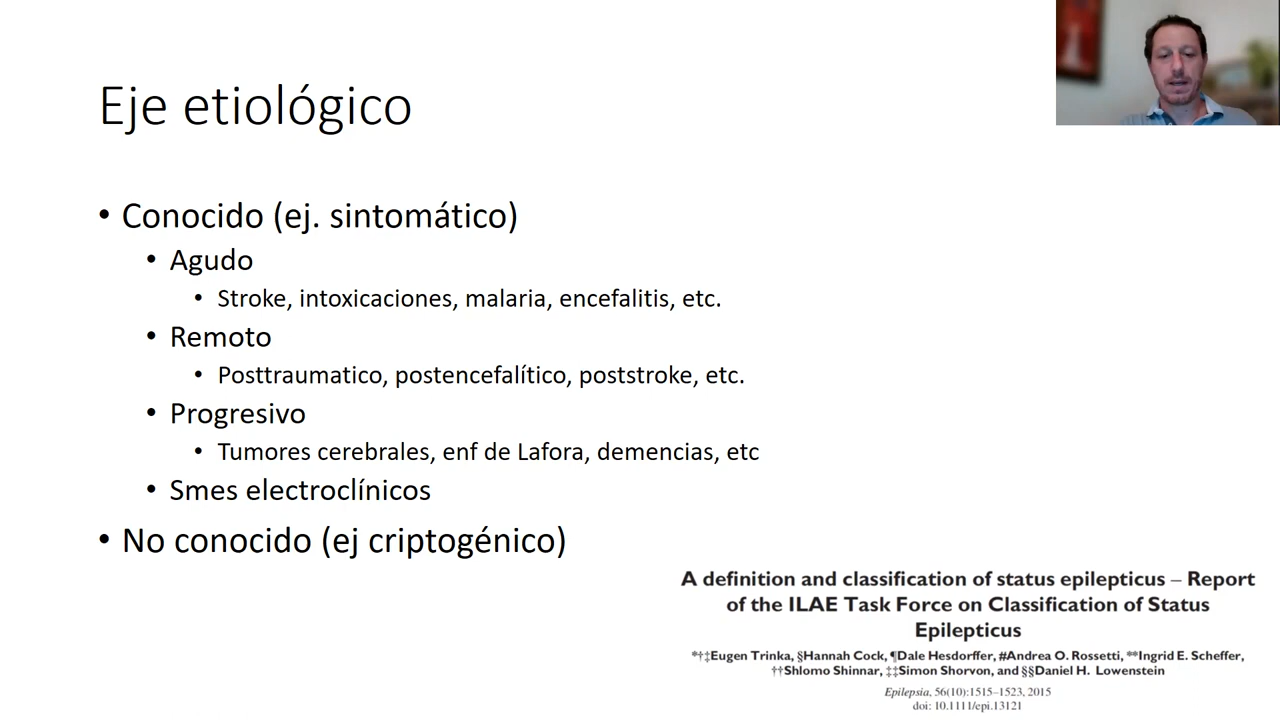 Eje etiológico
• Conocido (ej. sintomático)
• Agudo
• Stroke, intoxicaciones, malaria, encefalitis, etc.
• Remoto
• Posttraumatico, postencefalítico, poststroke, etc.
• Progresivo
• Tumores cerebrales, enf de Lafora, demencias, etc
• Smes electroclínicos
• No conocido (ej criptogénico)
A definition and classification of status epilepticus – Report
of the ILAE Task Force on Classification of Status
Epilepticus
*†‡Eugen Trinka, §Hannah Cock, ¶Dale Hesdorffer, #Andrea O. Rossetti, **Ingrid E. Scheffer,
††Shlomo Shinnar, ‡‡Simon Shorvon, and §§Daniel H. Lowenstein
Epilepsia, 56(10):1515–1523, 2015
doi: 10.1111/epi.13121